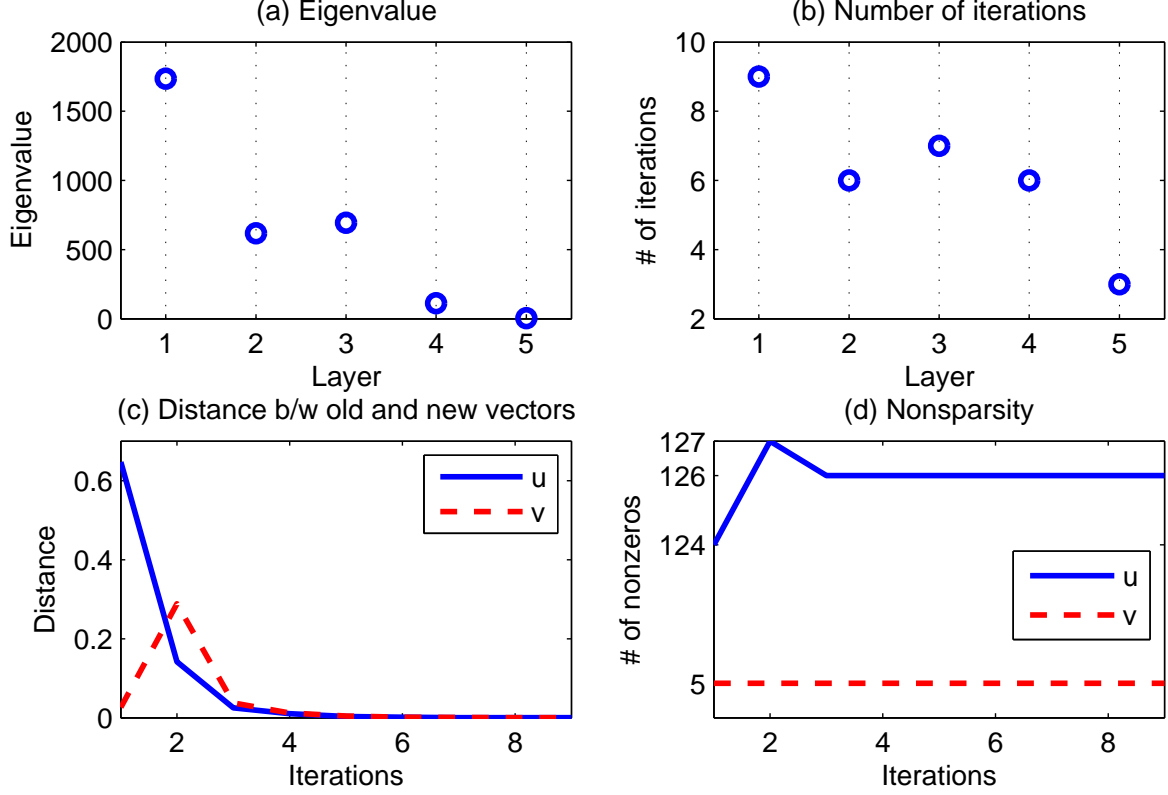 (a) Eigenvalue
2000
1500
1000
500
0
Eigenvalue
1 2 3 4 5
Layer
(b) Number of iterations
10
8
6
4
2
# of iterations
1 2 3 4 5
Layer
(c) Distance b/w old and new vectors
0.6
0.4
0.2
0
Distance
u
v
2 4 6 8
Iterations
(d) Nonsparsity
127
126
124
5
# of nonzeros
u
v
2 4 6 8
Iterations